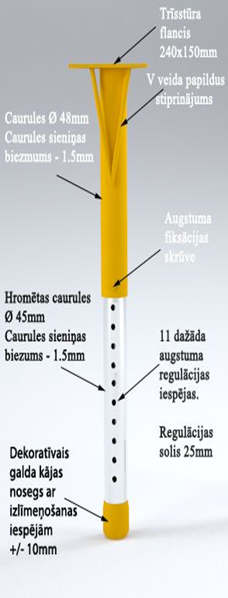 Trīsstūra
flancis
240x150mm
V veida papildus
stiprinājums
Caurules Ø 48mm
Caurules sieniņas
biezmums - 1.5mm
Augstuma
fiksācijas
skrūve
Hromētas caurules
Ø 45mm
Caurules sieniņas
biezums - 1.5mm
11 dažāda
augstuma
regulācijas
iespējas.
Regulācijas
solis 25mm
Dekoratīvais
galda kājas
nosegs ar
izlīmeņošanas
iespējām
+/- 10mm